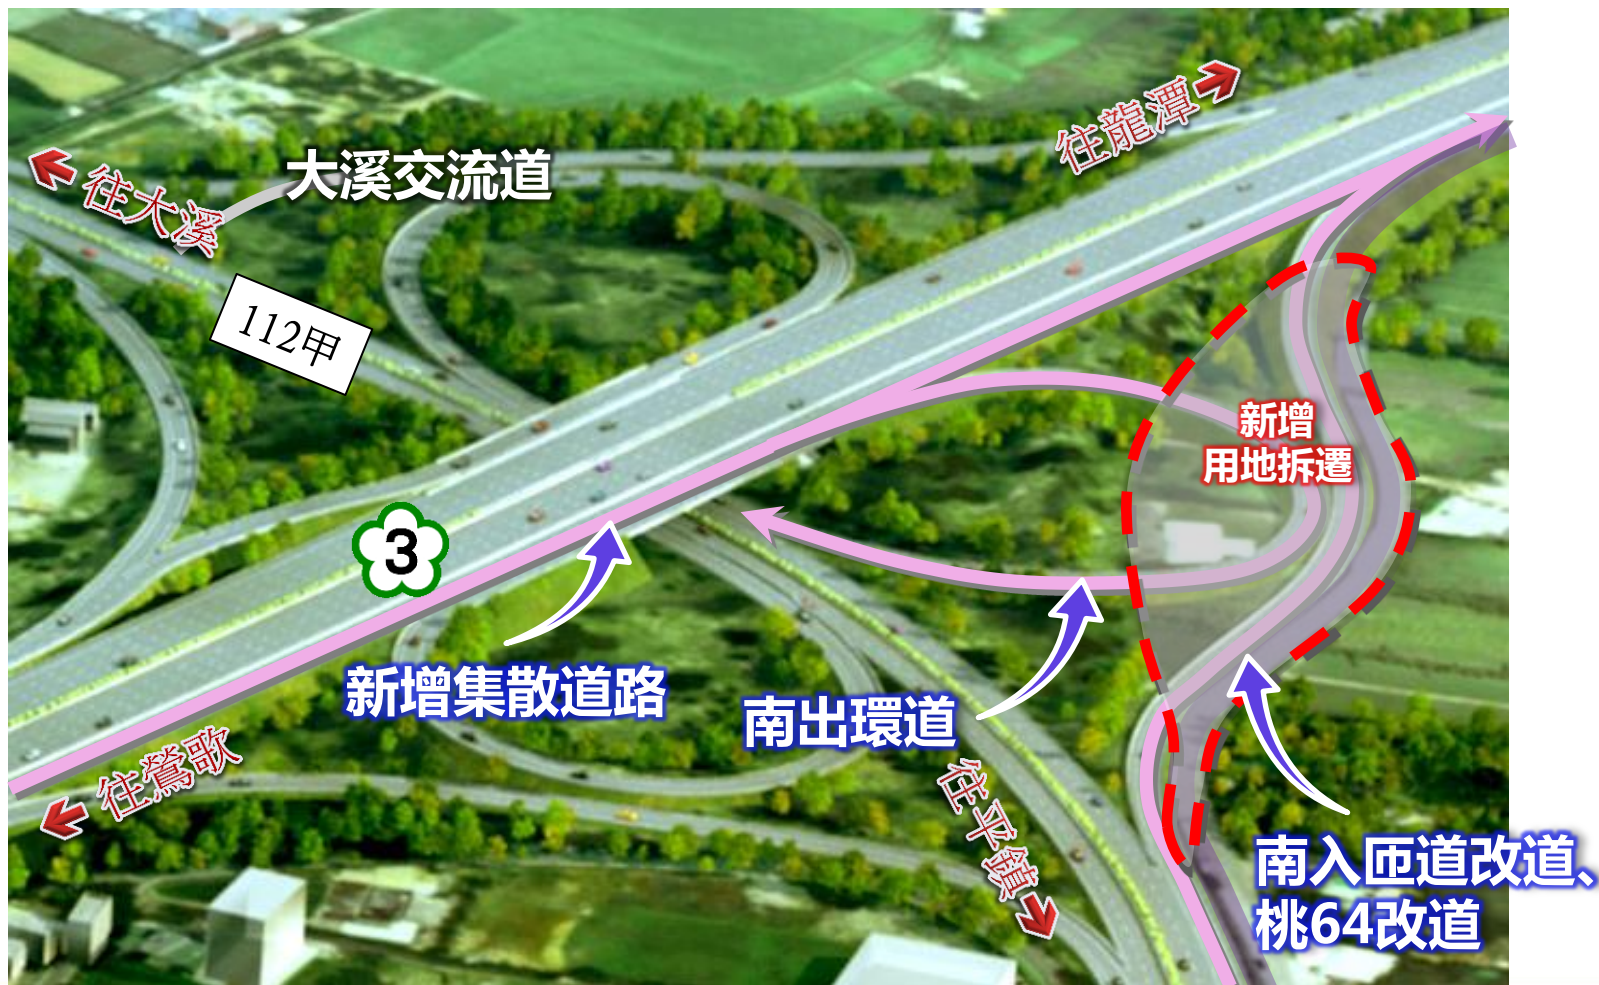 往龍潭
大溪交流道
往大溪
112甲
新增
用地拆遷
3
新增集散道路
南出環道
往鶯歌
往平鎮
南入匝道改道、
桃64改道